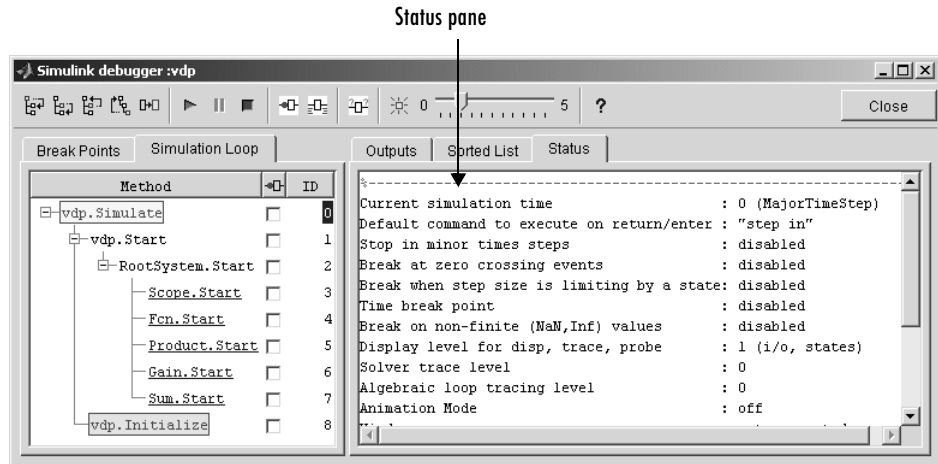 Status pane
Simulink debugger :vdp
0 5 ? Close
Break Points Simulation Loop
Outputs Sorted List Status
Method ID
vdp.Simulate 0
vdp.Start 1
RootSystem.Start 2
Scope.Start 3
Fcn.Start 4
Product.Start 5
Gain.Start 6
Sum.Start 7
vdp.Initialize 8
%----------------------------------------------------------------
Current simulation time : 0 (MajorTimeStep)
Default command to execute on return/enter : "step in"
Stop in minor times steps : disabled
Break at zero crossing events : disabled
Break when step size is limiting by a state: disabled
Time break point : disabled
Break on non-finite (NaN,Inf) values : disabled
Display level for disp, trace, probe : 1 (i/o, states)
Solver trace level : 0
Algebraic loop tracing level : 0
Animation Mode : off